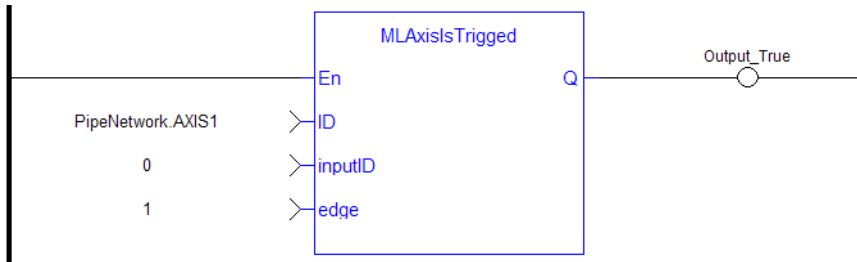 MLAxisIsTrigged
Output_True
En Q
PipeNetwork.AXIS1 ID
0 inputID
1 edge